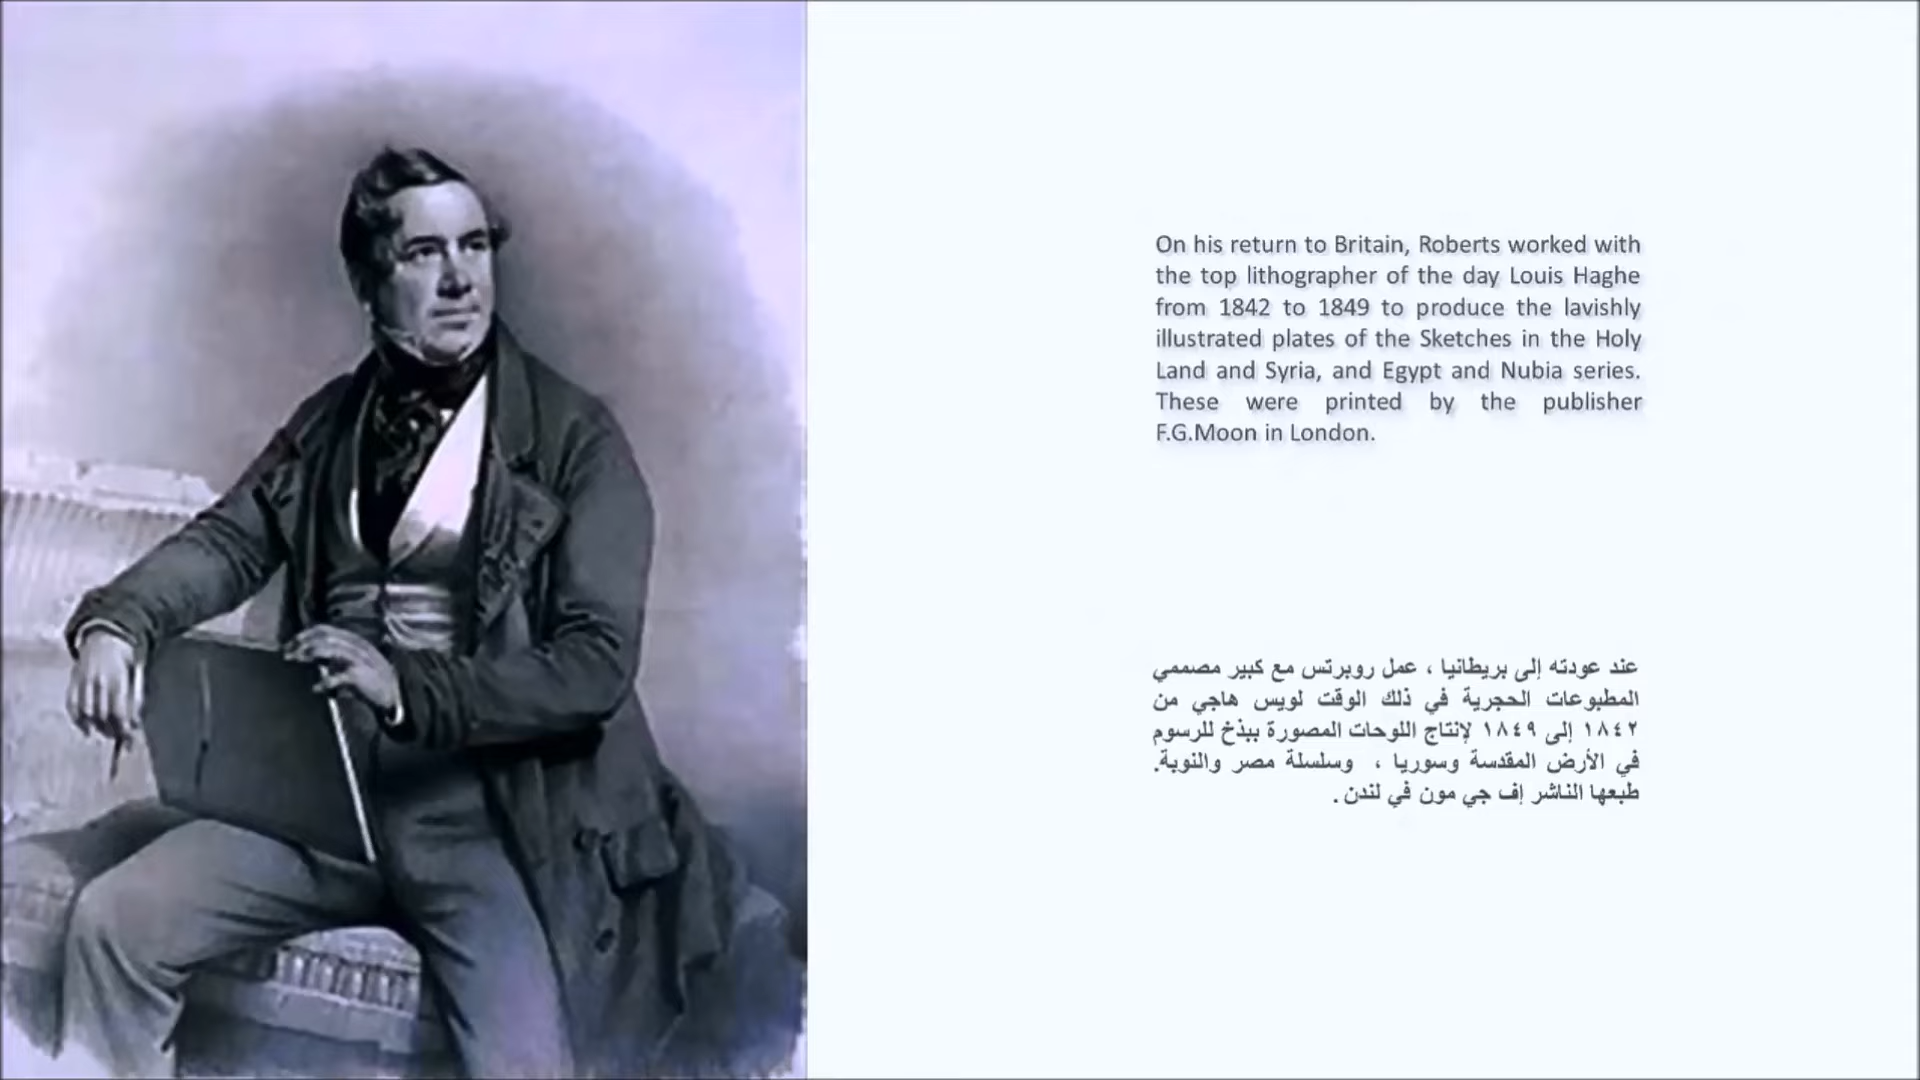 On his return to Britain, Roberts worked with
the top lithographer of the day Louis Haghe
from 1842 to 1849 to produce the lavishly
illustrated plates of the Sketches in the Holy
Land and Syria, and Egypt and Nubia series.
These were printed by the publisher
F.G.Moon in London.
عند عودته إلى بريطانيا ، عمل روبرتس مع كبير مصممي
المطبوعات الحجرية في ذلك الوقت لويس هاجي من
١٨٤٢ إلى ١٨٤٩ لإنتاج اللوحات المصورة ببذخ للرسوم
في الأرض المقدسة وسوريا ، وسلسلة مصر والنوبة.
طبعها الناشر إف جي مون في لندن .